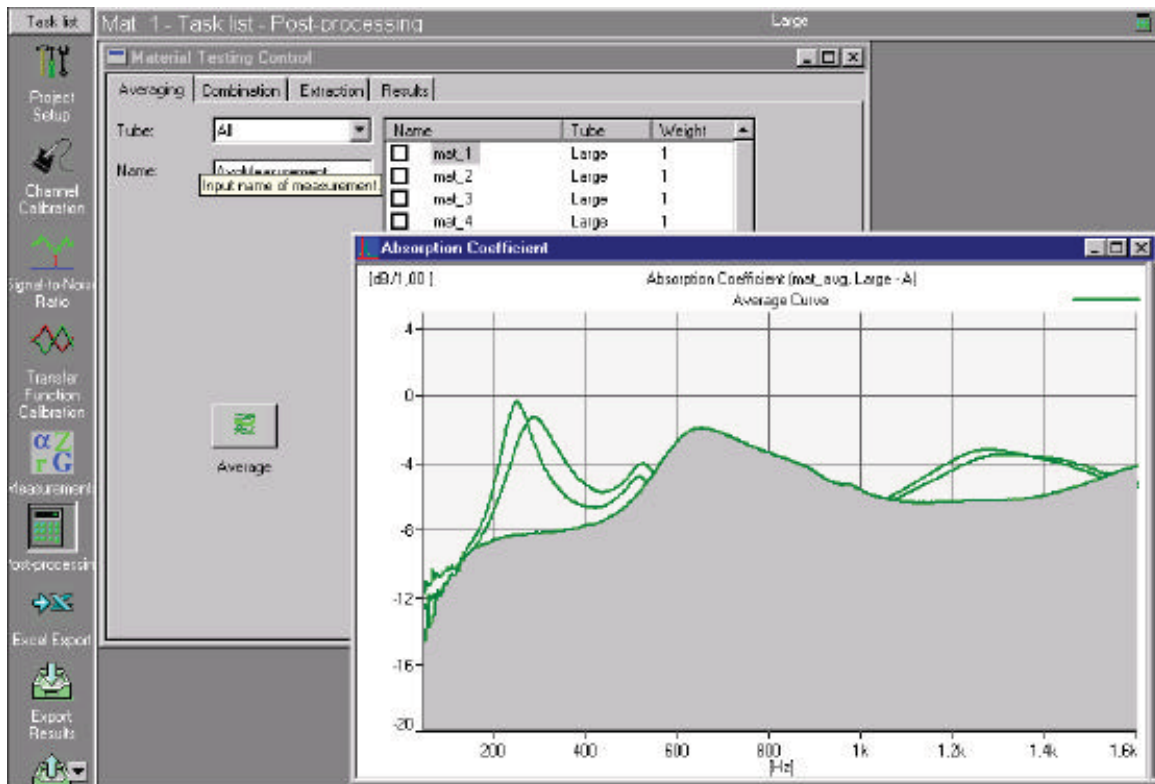 Task list
Mat_1 - Task list - Post-processing
Large
Project
Setup
Channel
Calibration
Signal-to-Noise
Ratio
Transfer
Function
Calibration
α Z
r G
Measurements
Post-processin
Excel Export
Export
Results
Material Testing Control
Averaging Combination Extraction Results
Tube: All
Name:
Input name of measurement
Average
Name Tube Weight
mat_1 Large 1
mat_2 Large 1
mat_3 Large 1
mat_4 Large 1
Absorption Coefficient
[dB/1,00 ] Absorption Coefficient (mat_avg, Large - A)
Average Curve
4
0
-4
-8
-12
-16
-20
200 400 600 800 1k 1.2k 1.4k 1.6k
[Hz]